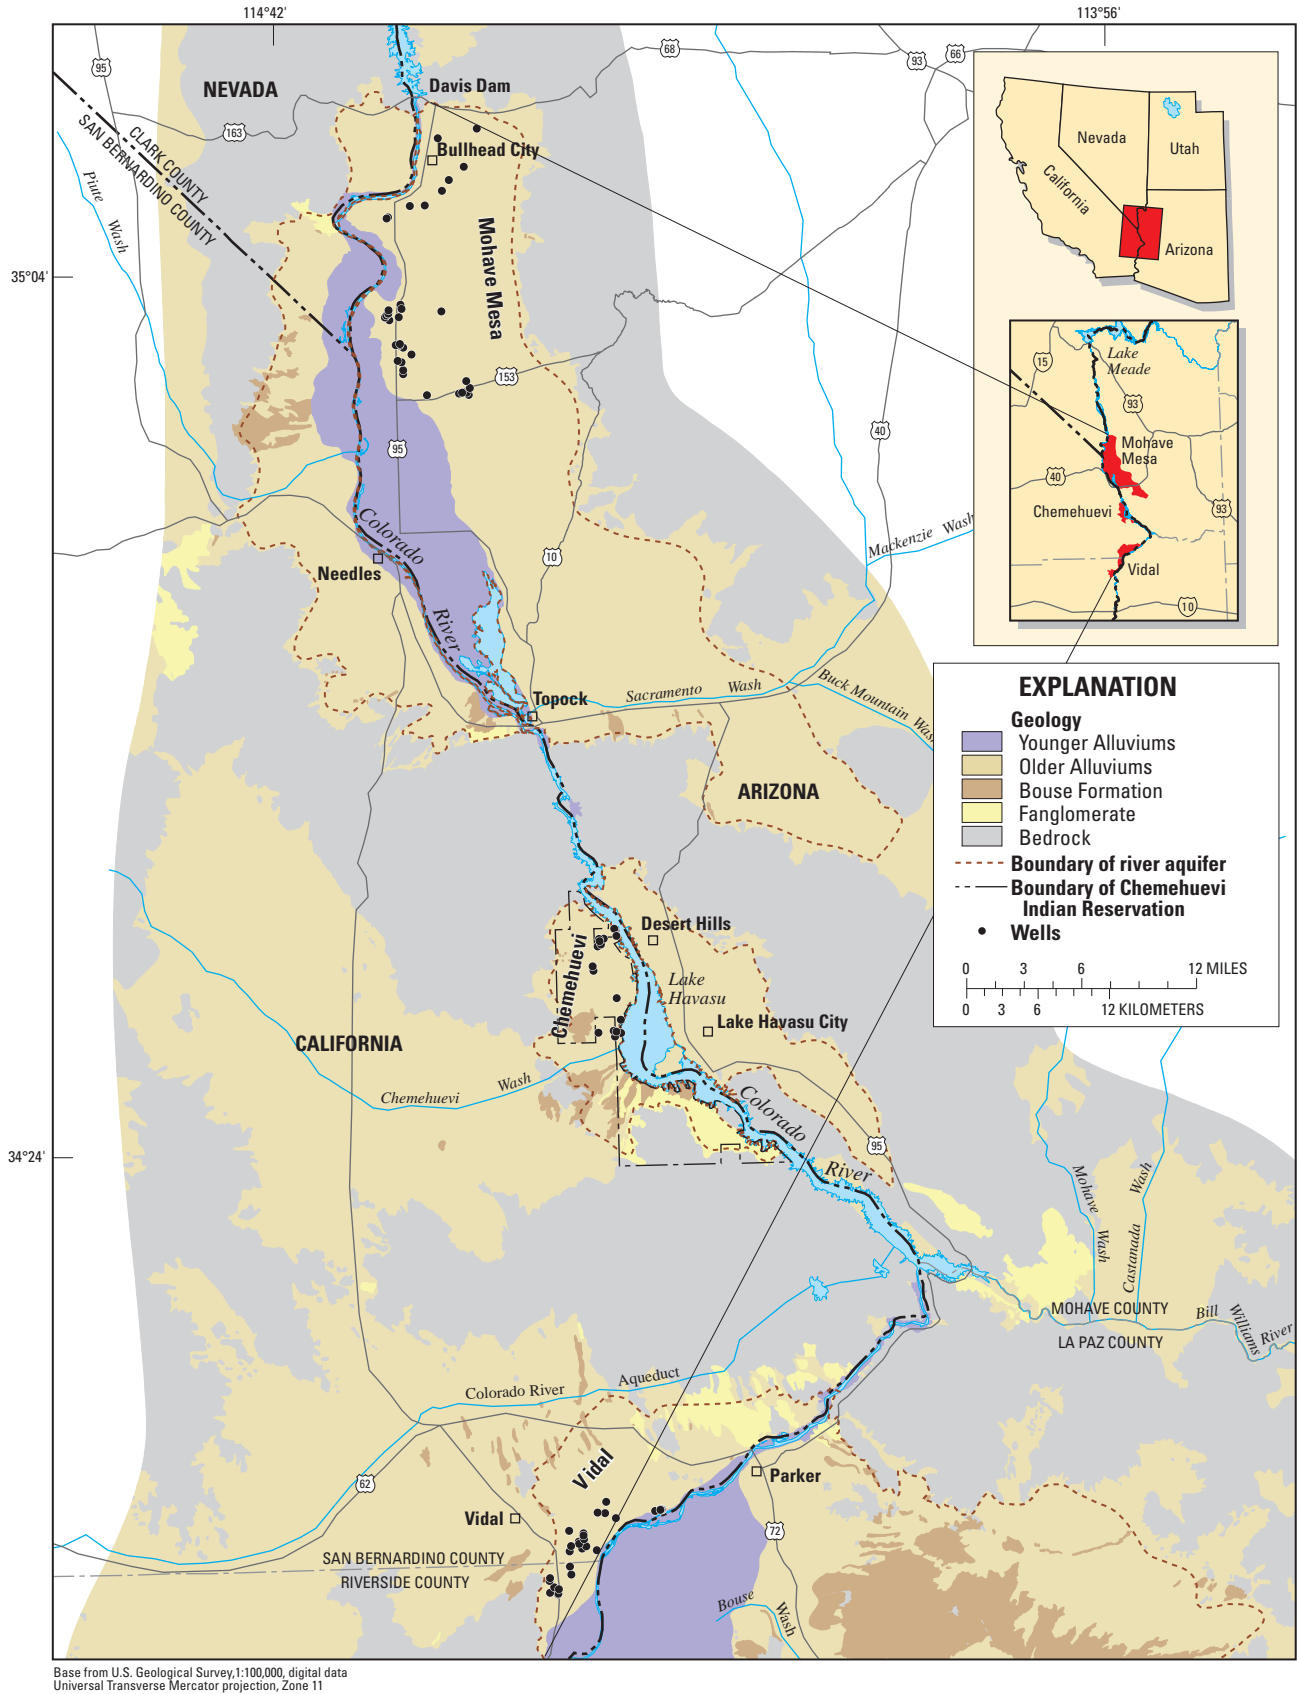 114°42'
113°56'
95
68
93
66
NEVADA
Davis Dam
163
CLARK COUNTY
SAN BERNARDINO COUNTY
Bullhead City
Piute
Wash
Mohave Mesa
35°04'
153
95
40
Colorado
River
Needles
10
Mackenzie Wash
Topock
Sacramento Wash
Buck Mountain Wash
ARIZONA
Nevada
Utah
California
Arizona
Lake
Meade
15
93
Mohave
Mesa
40
Chemehuevi
93
Vidal
10
EXPLANATION
Geology
Younger Alluviums
Older Alluviums
Bouse Formation
Fanglomerate
Bedrock
Boundary of river aquifer
Boundary of Chemehuevi
Indian Reservation
Wells
0 3 6 12 MILES
0 3 6 12 KILOMETERS
Desert Hills
Chemehuevi
Lake
Havasu
Lake Havasu City
CALIFORNIA
Chemehuevi Wash
Colorado
River
95
34°24'
Mohave
Wash
Castanada Wash
MOHAVE COUNTY
LA PAZ COUNTY
Bill
Williams
River
Colorado River Aqueduct
Vidal
62
Parker
Vidal
72
SAN BERNARDINO COUNTY
RIVERSIDE COUNTY
Bouse
Wash
Base from U.S. Geological Survey,1:100,000, digital data
Universal Transverse Mercator projection, Zone 11